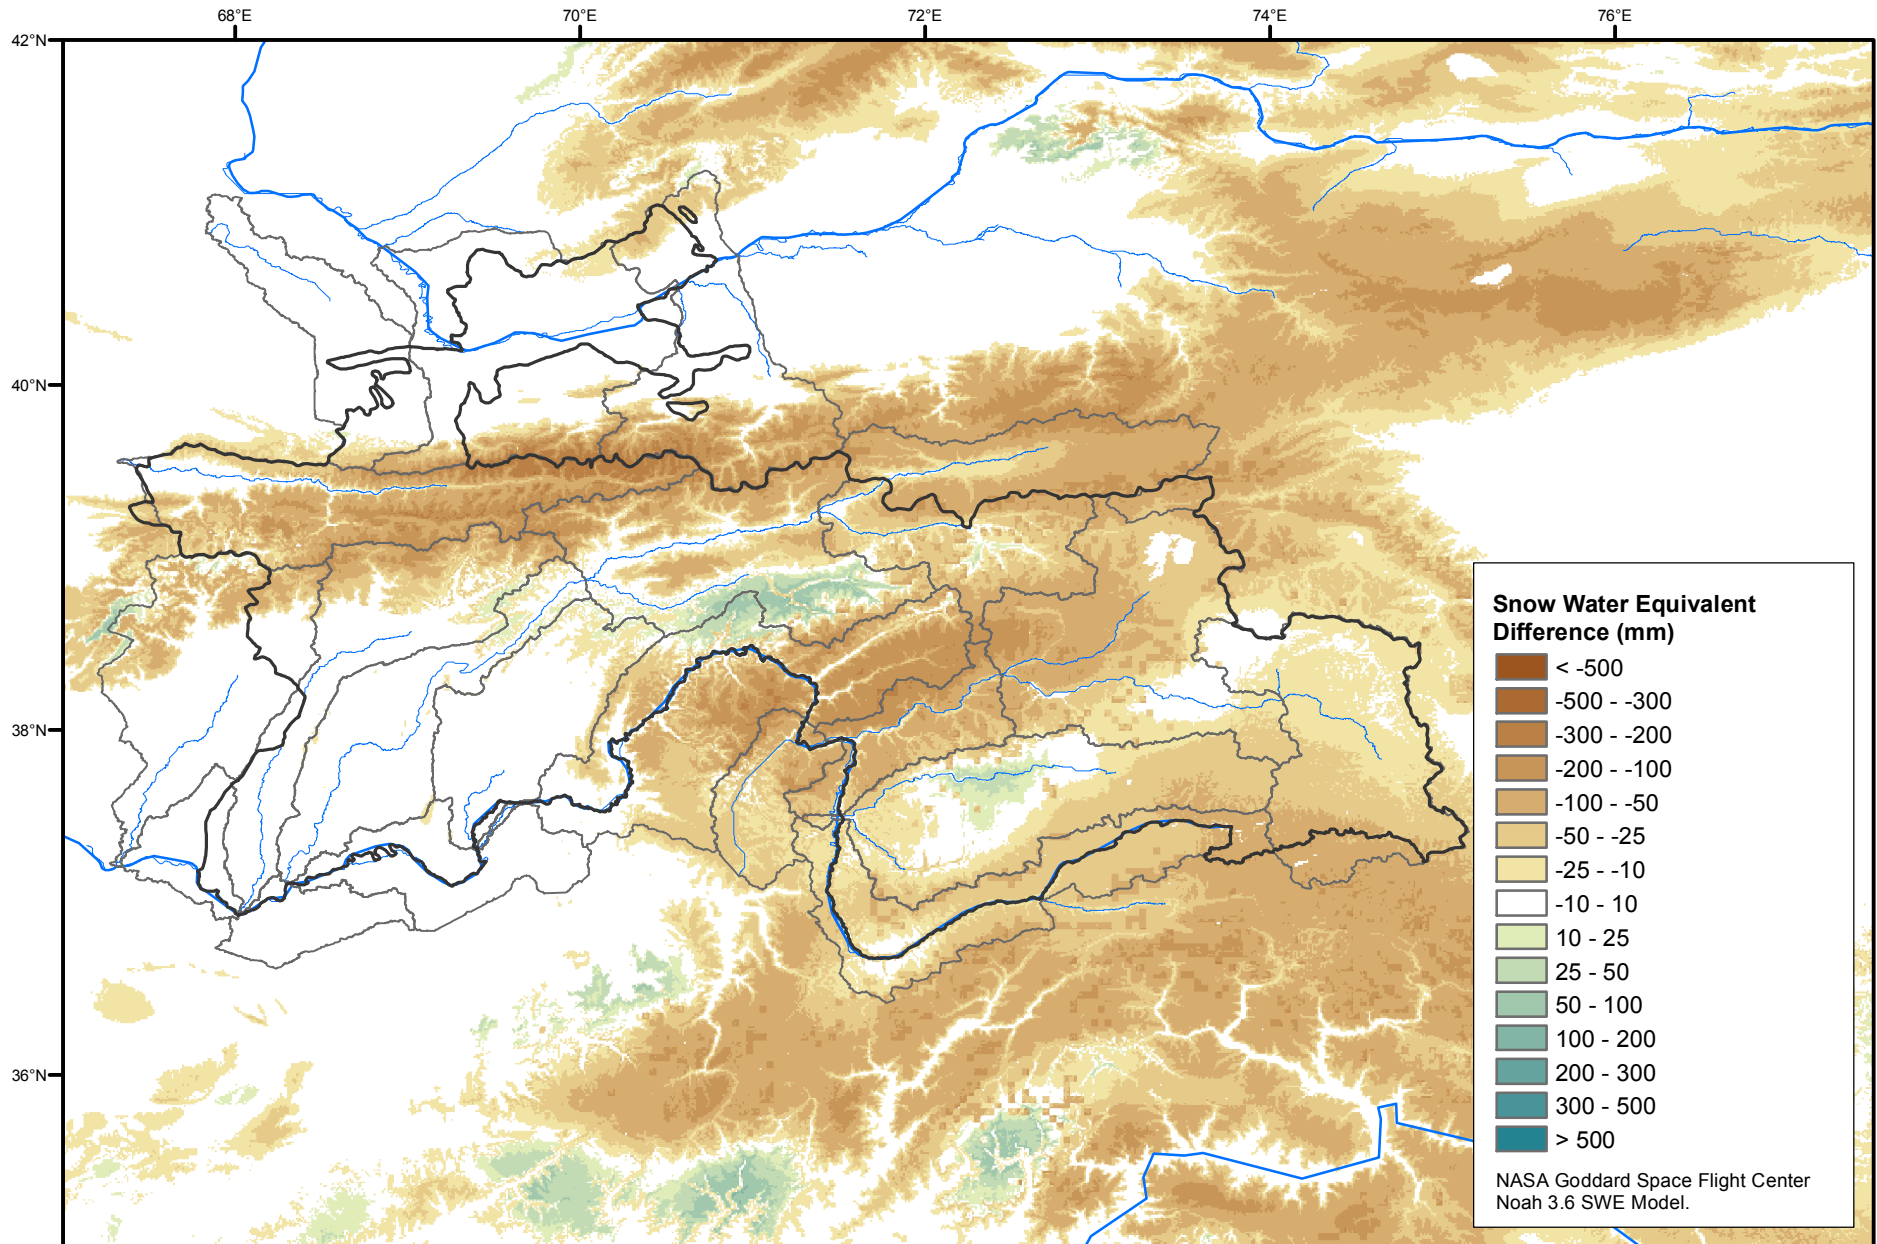 68°E
70°E
72°E
74°E
76°E
42°N
40°N
38°N
36°N
Snow Water Equivalent
Difference (mm)
< -500
-500 - -300
-300 - -200
-200 - -100
-100 - -50
-50 - -25
-25 - -10
-10 - 10
10 - 25
25 - 50
50 - 100
100 - 200
200 - 300
300 - 500
> 500
NASA Goddard Space Flight Center
Noah 3.6 SWE Model.